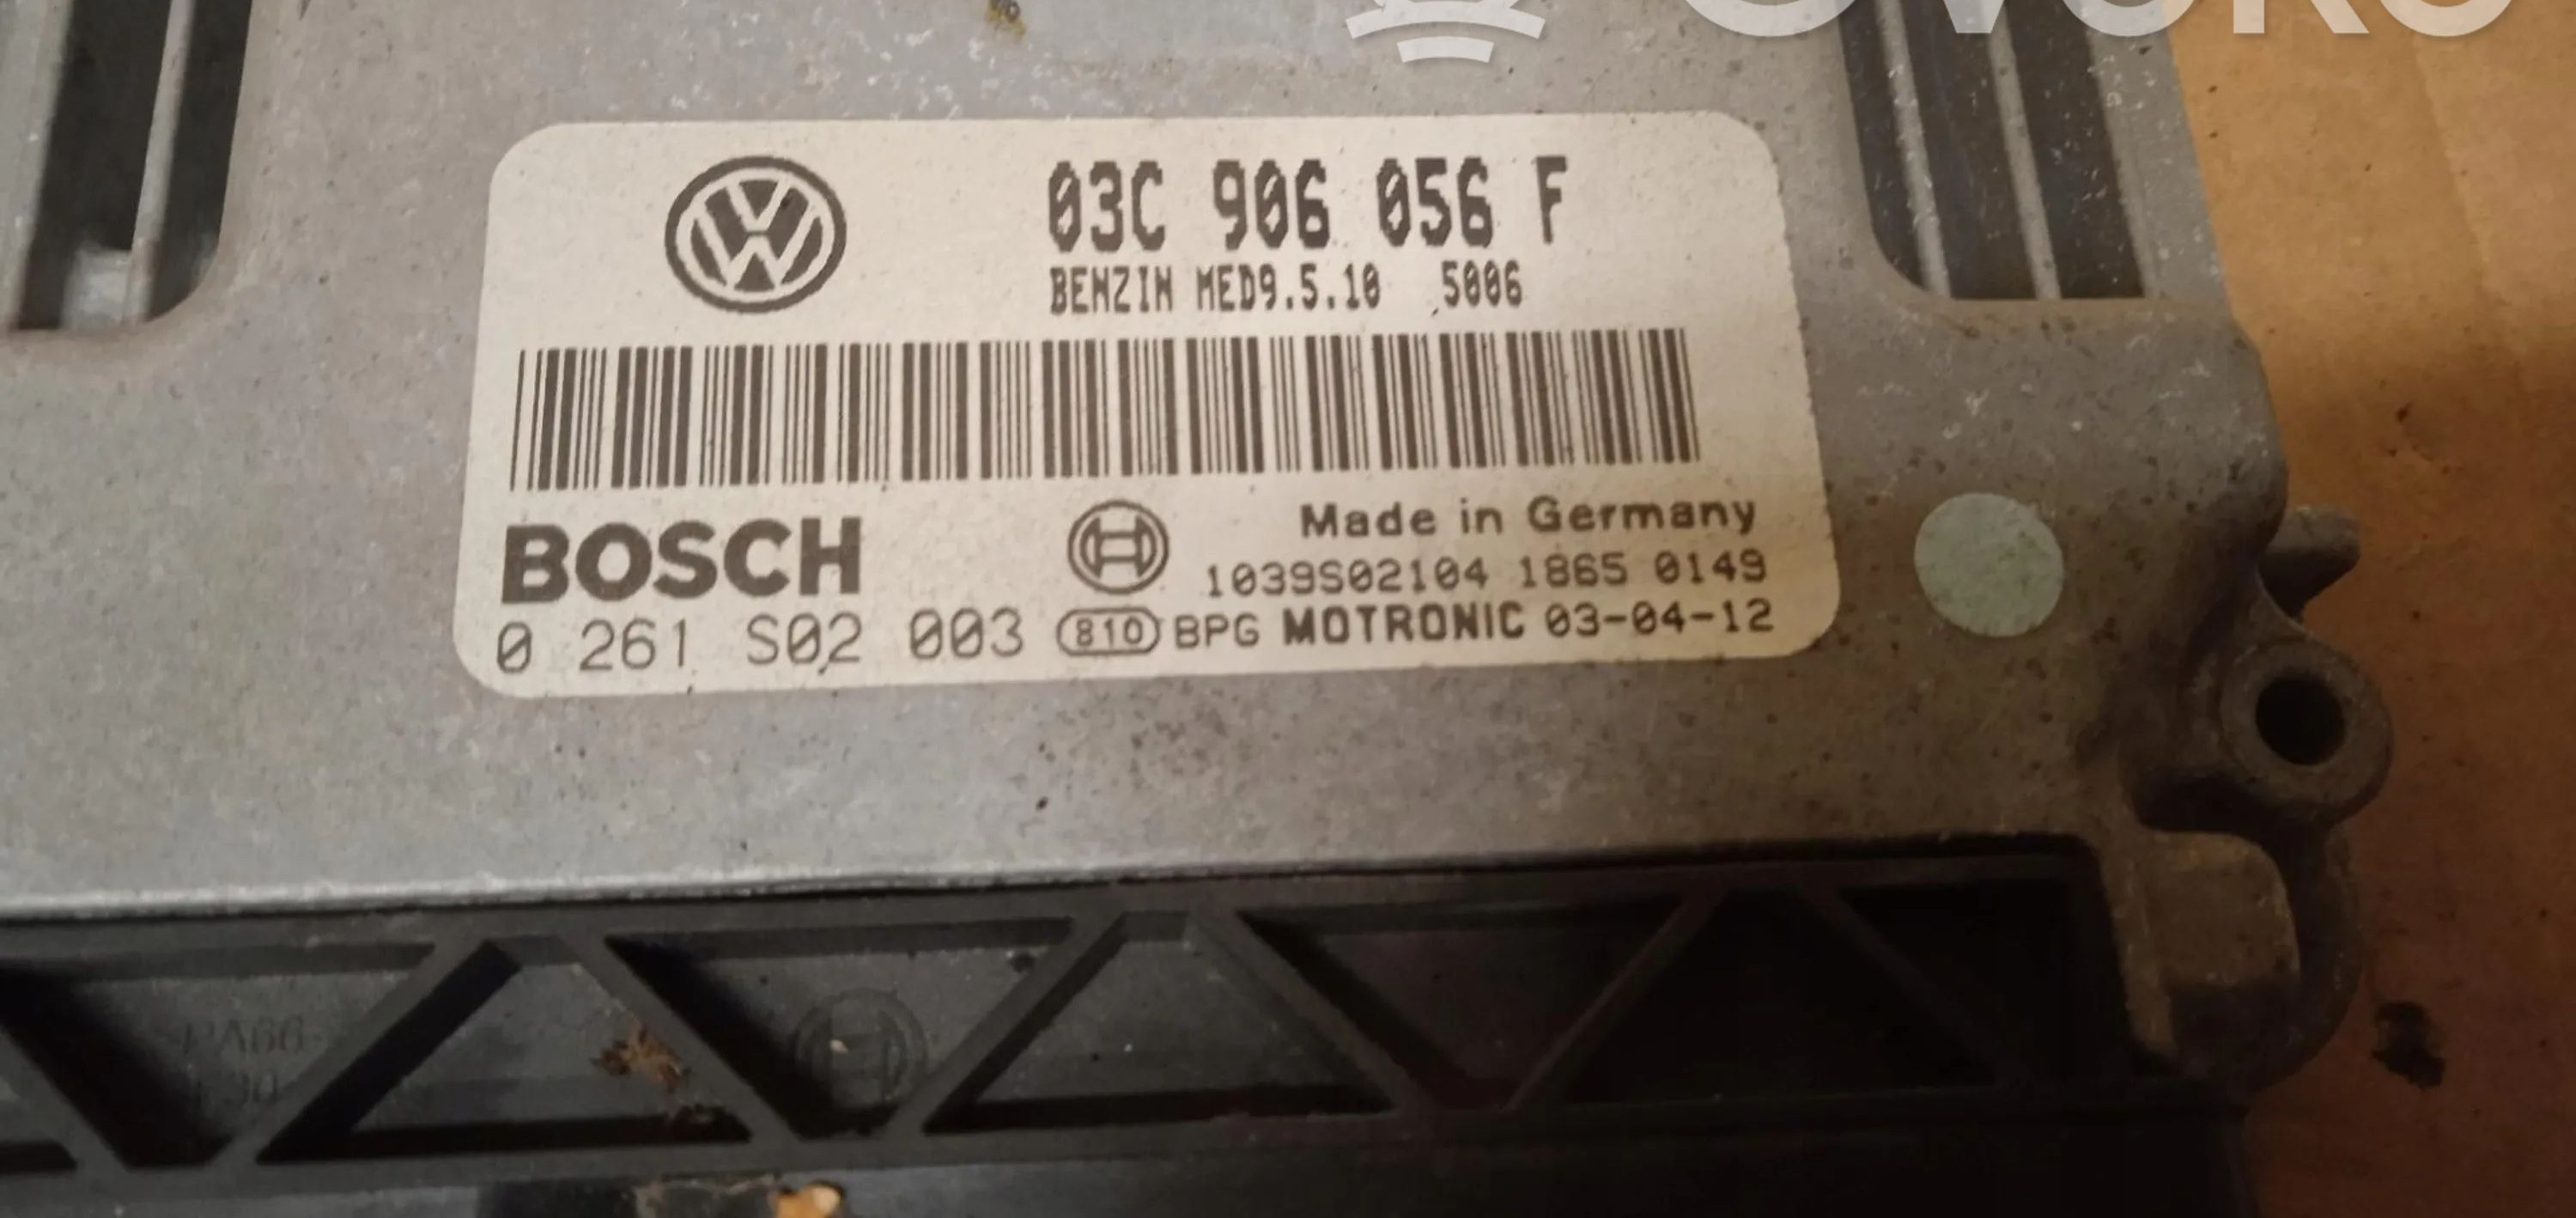 03C 906 056 F
BENZIN MED9.5.10 5006
BOSCH
Made in Germany
1039S02104 1865 0149
0 261 S02 003
810 BPG MOTRONIC 03-04-12
PA66-